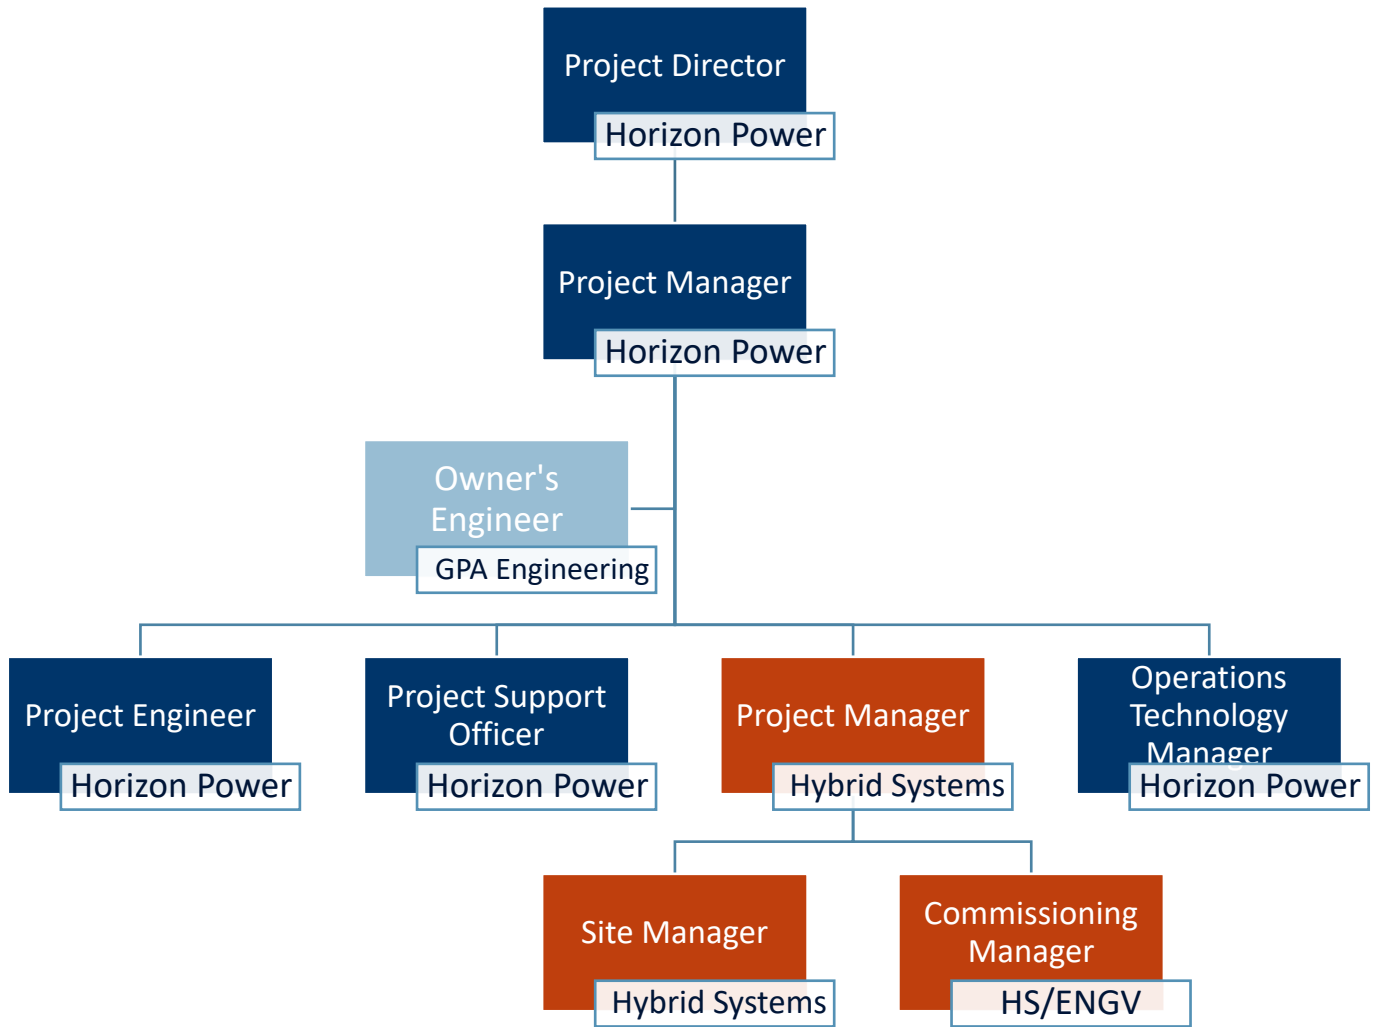 Project Director
Horizon Power
Project Manager
Horizon Power
Owner's
Engineer
GPA Engineering
Project Engineer
Horizon Power
Project Support
Officer
Horizon Power
Project Manager
Hybrid Systems
Operations
Technology
Manager
Horizon Power
Site Manager
Hybrid Systems
Commissioning
Manager
HS/ENGV